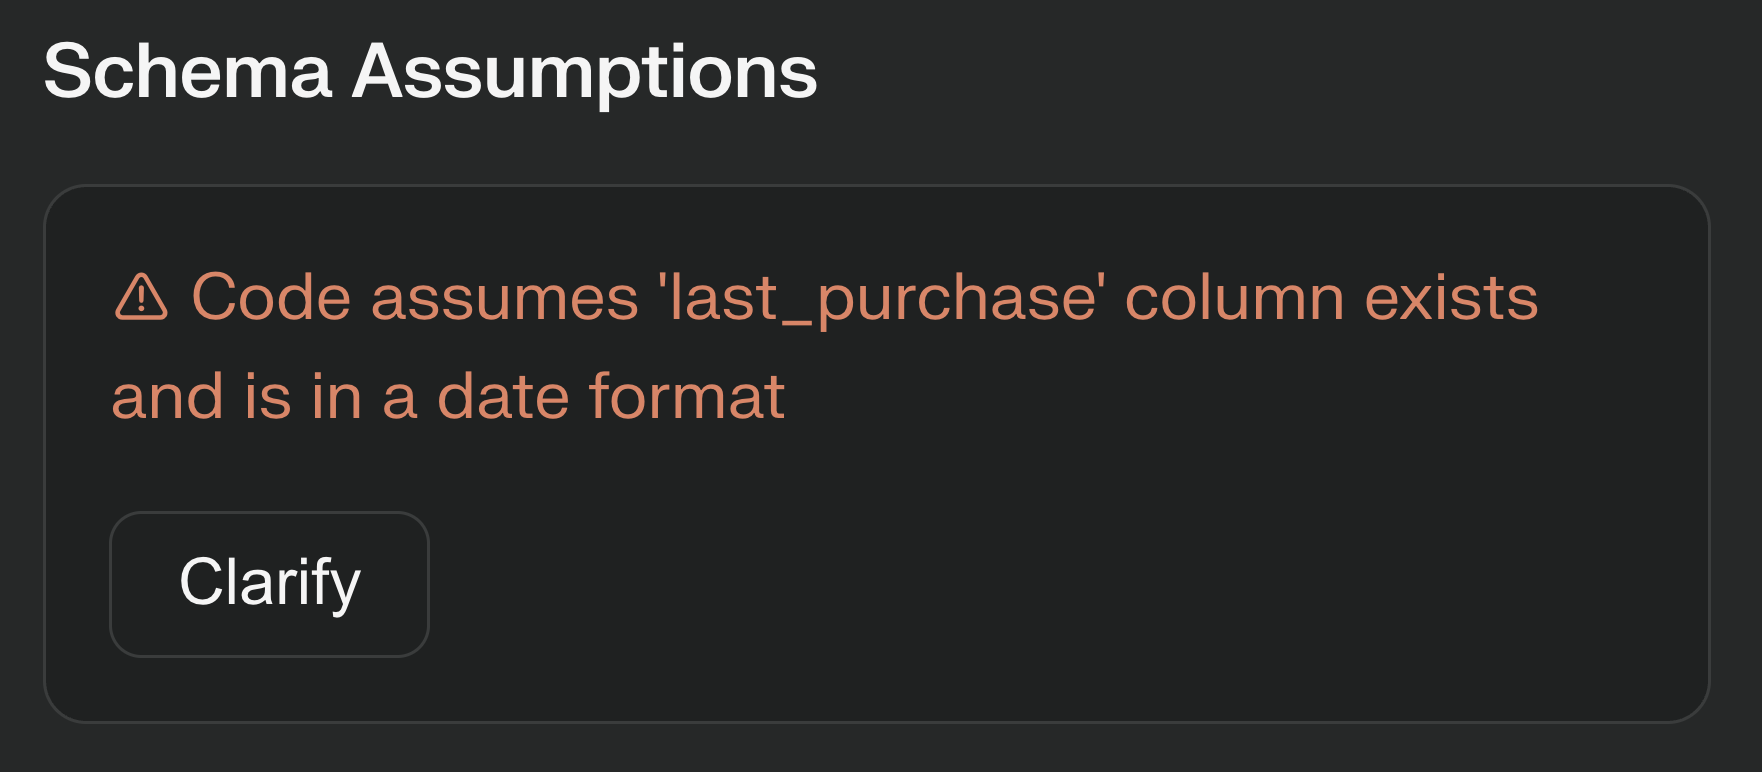 Schema Assumptions
⚠ Code assumes 'last_purchase' column exists
and is in a date format
Clarify